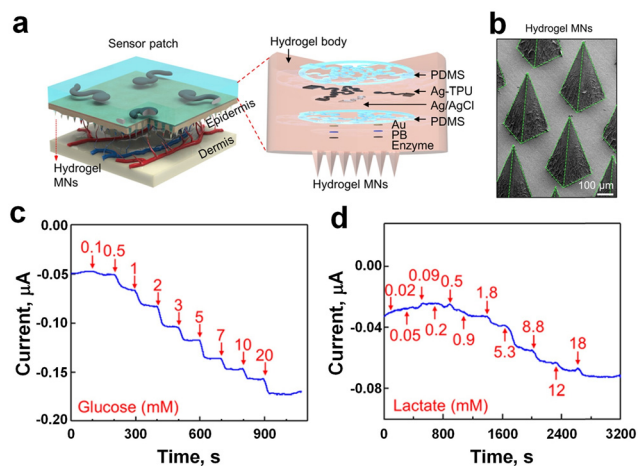 a
Sensor patch
Epidermis
Dermis
Hydrogel
MNs
Hydrogel body
PDMS
Ag-TPU
Ag/AgCl
PDMS
Au
PB
Enzyme
Hydrogel MNs
b
Hydrogel MNs
100 μm
c
Current, μA
0.00
-0.05
-0.10
-0.15
-0.20
0.1
0.5
1
2
3
5
7
10
20
Glucose (mM)
0
300
600
900
Time, s
d
Current, μA
0.00
-0.04
-0.08
0.02
0.05
0.09
0.2
0.5
0.9
1.8
5.3
8.8
12
18
Lactate (mM)
0
800
1600
2400
3200
Time, s